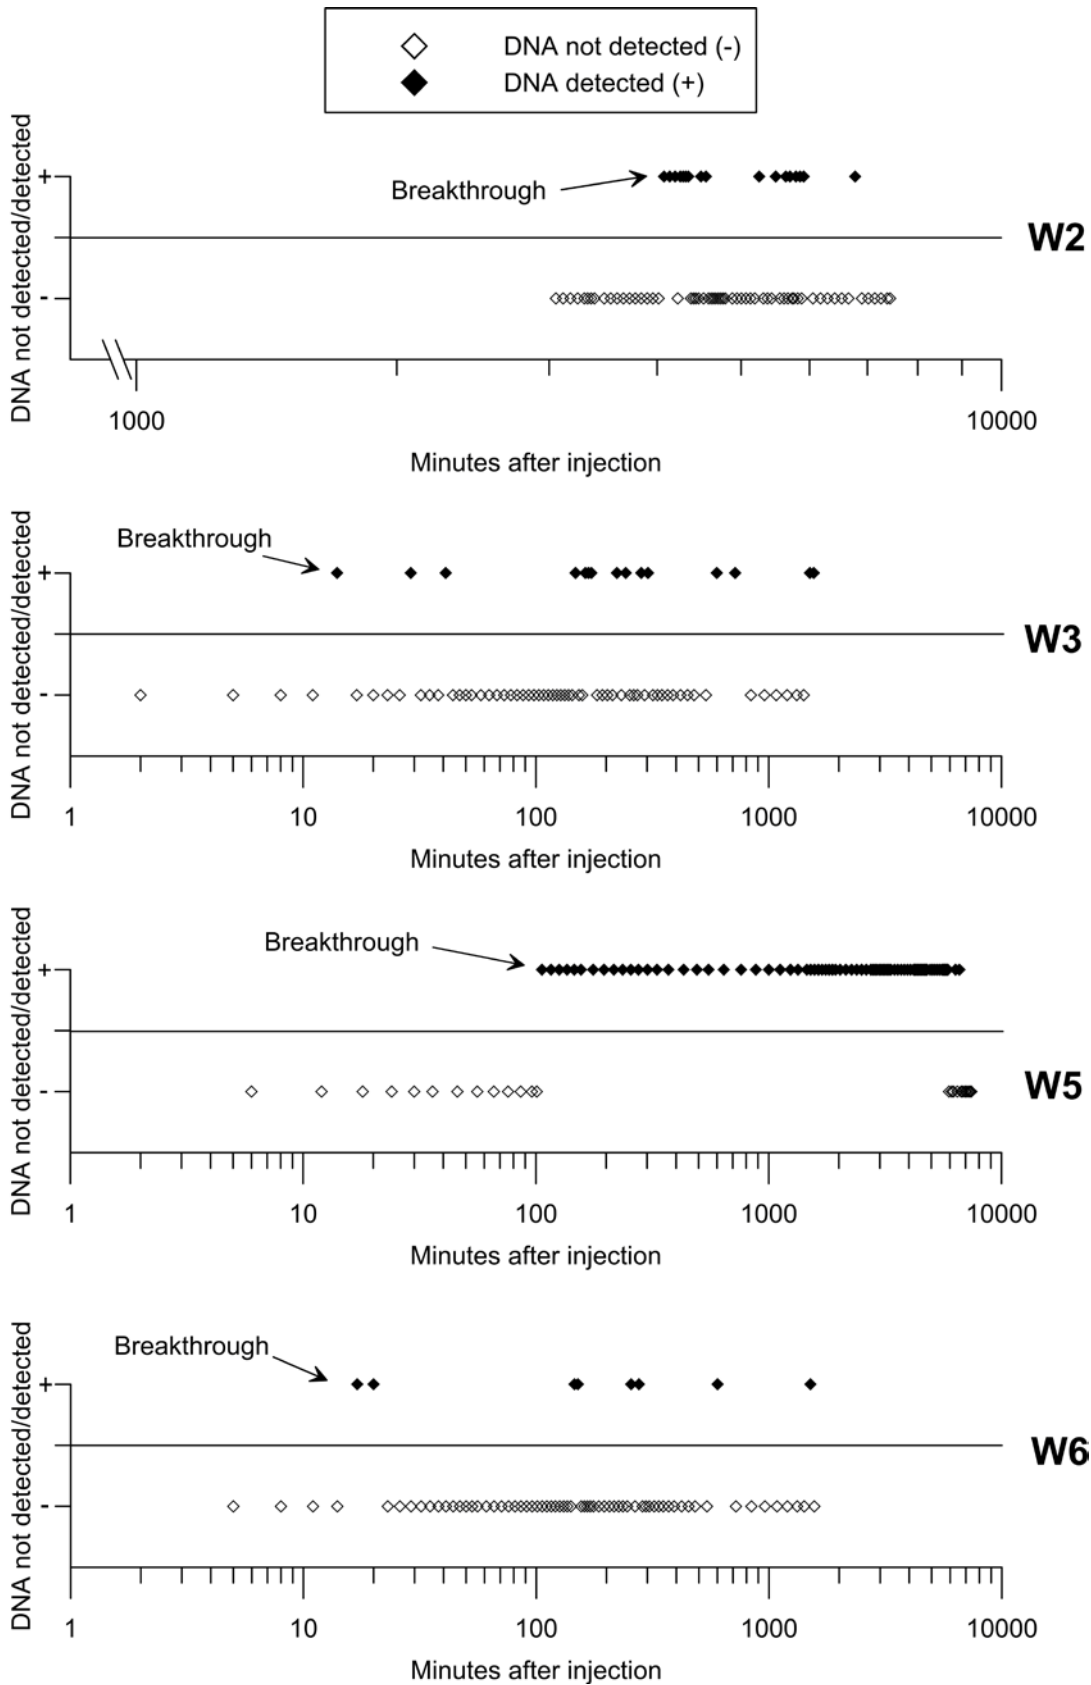 DNA not detected (-)
DNA detected (+)
DNA not detected/detected
+
-
Breakthrough
W2
1000
10000
Minutes after injection
DNA not detected/detected
+
-
Breakthrough
W3
1
10
100
1000
10000
Minutes after injection
DNA not detected/detected
+
-
Breakthrough
W5
1
10
100
1000
10000
Minutes after injection
DNA not detected/detected
+
-
Breakthrough
W6
1
10
100
1000
10000
Minutes after injection